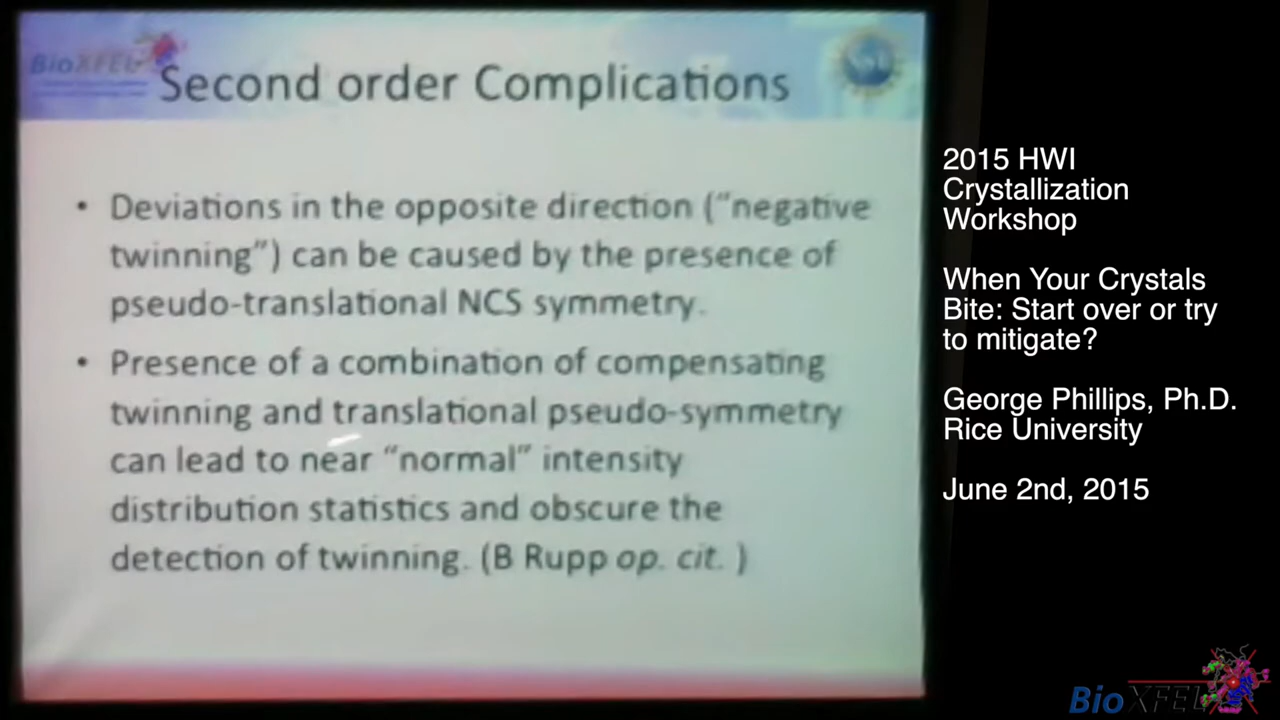 BioXFEL
Second order Complications
• Deviations in the opposite direction (“negative
twinning”) can be caused by the presence of
pseudo-translational NCS symmetry.
• Presence of a combination of compensating
twinning and translational pseudo-symmetry
can lead to near “normal” intensity
distribution statistics and obscure the
detection of twinning. (B Rupp op. cit. )
2015 HWI
Crystallization
Workshop
When Your Crystals
Bite: Start over or try
to mitigate?
George Phillips, Ph.D.
Rice University
June 2nd, 2015
BioXFEL